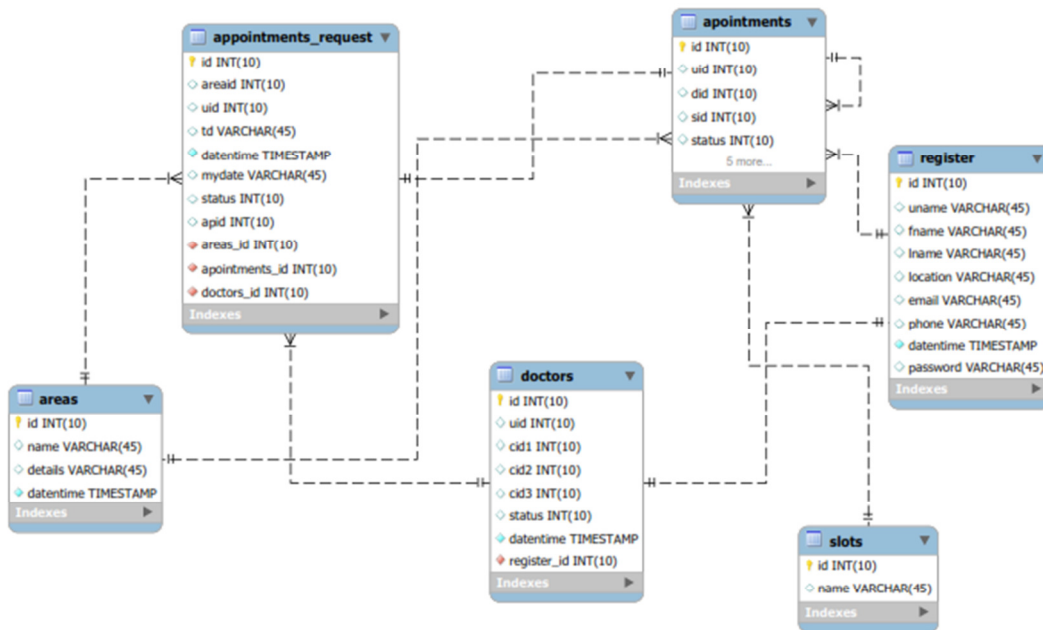 appointments_request
id INT(10)
areaid INT(10)
uid INT(10)
td VARCHAR(45)
datentime TIMESTAMP
mydate VARCHAR(45)
status INT(10)
apid INT(10)
areas_id INT(10)
apointments_id INT(10)
doctors_id INT(10)
Indexes
apointments
id INT(10)
uid INT(10)
did INT(10)
sid INT(10)
status INT(10)
5 more...
Indexes
register
id INT(10)
uname VARCHAR(45)
fname VARCHAR(45)
lname VARCHAR(45)
location VARCHAR(45)
email VARCHAR(45)
phone VARCHAR(45)
datentime TIMESTAMP
password VARCHAR(45)
Indexes
areas
id INT(10)
name VARCHAR(45)
details VARCHAR(45)
datentime TIMESTAMP
Indexes
doctors
id INT(10)
uid INT(10)
cid1 INT(10)
cid2 INT(10)
cid3 INT(10)
status INT(10)
datentime TIMESTAMP
register_id INT(10)
Indexes
slots
id INT(10)
name VARCHAR(45)
Indexes